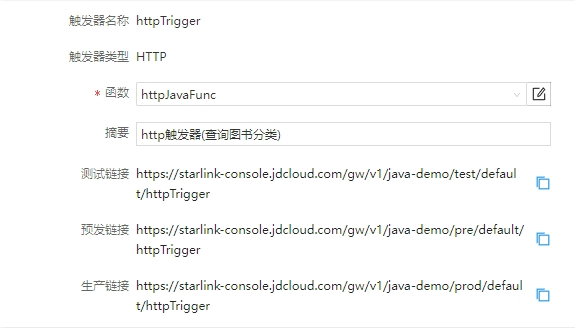 触发器名称 httpTrigger
触发器类型 HTTP
* 函数 httpJavaFunc
摘要 http触发器(查询图书分类)
测试链接 https://starlink-console.jdcloud.com/gw/v1/java-demo/test/defaul
t/httpTrigger
预发链接 https://starlink-console.jdcloud.com/gw/v1/java-demo/pre/default/
httpTrigger
生产链接 https://starlink-console.jdcloud.com/gw/v1/java-demo/prod/defaul
t/httpTrigger